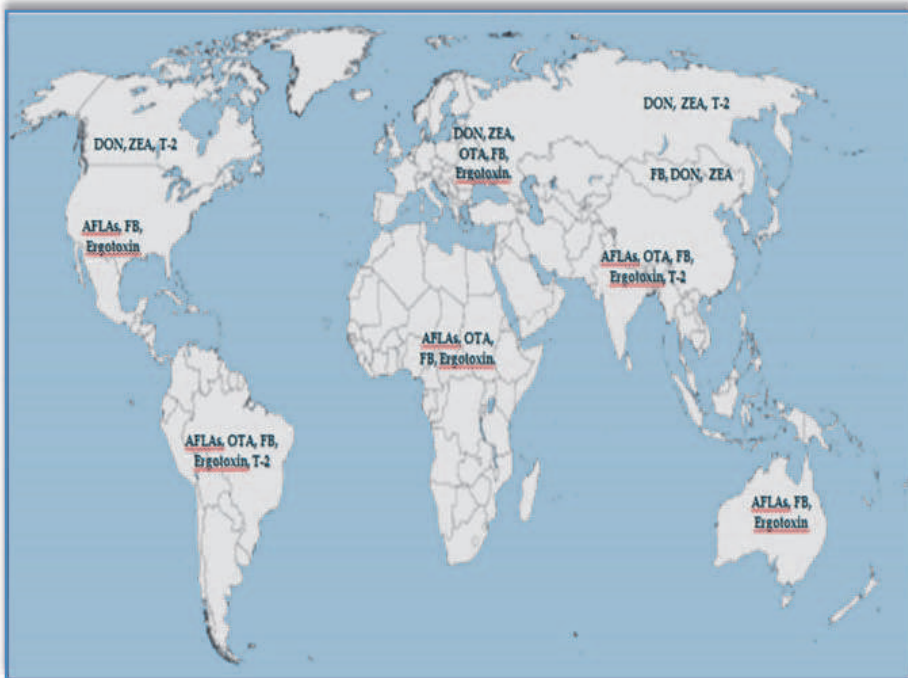 DON, ZEA, T-2
DON, ZEA, T-2
DON, ZEA,
OTA, FB,
Ergotoxin.
FB, DON, ZEA
AFLAs, FB,
Ergotoxin
AFLAs, OTA, FB,
Ergotoxin, T-2
AFLAs, OTA,
FB, Ergotoxin.
AFLAs, OTA, FB,
Ergotoxin, T-2
AFLAs, FB,
Ergotoxin